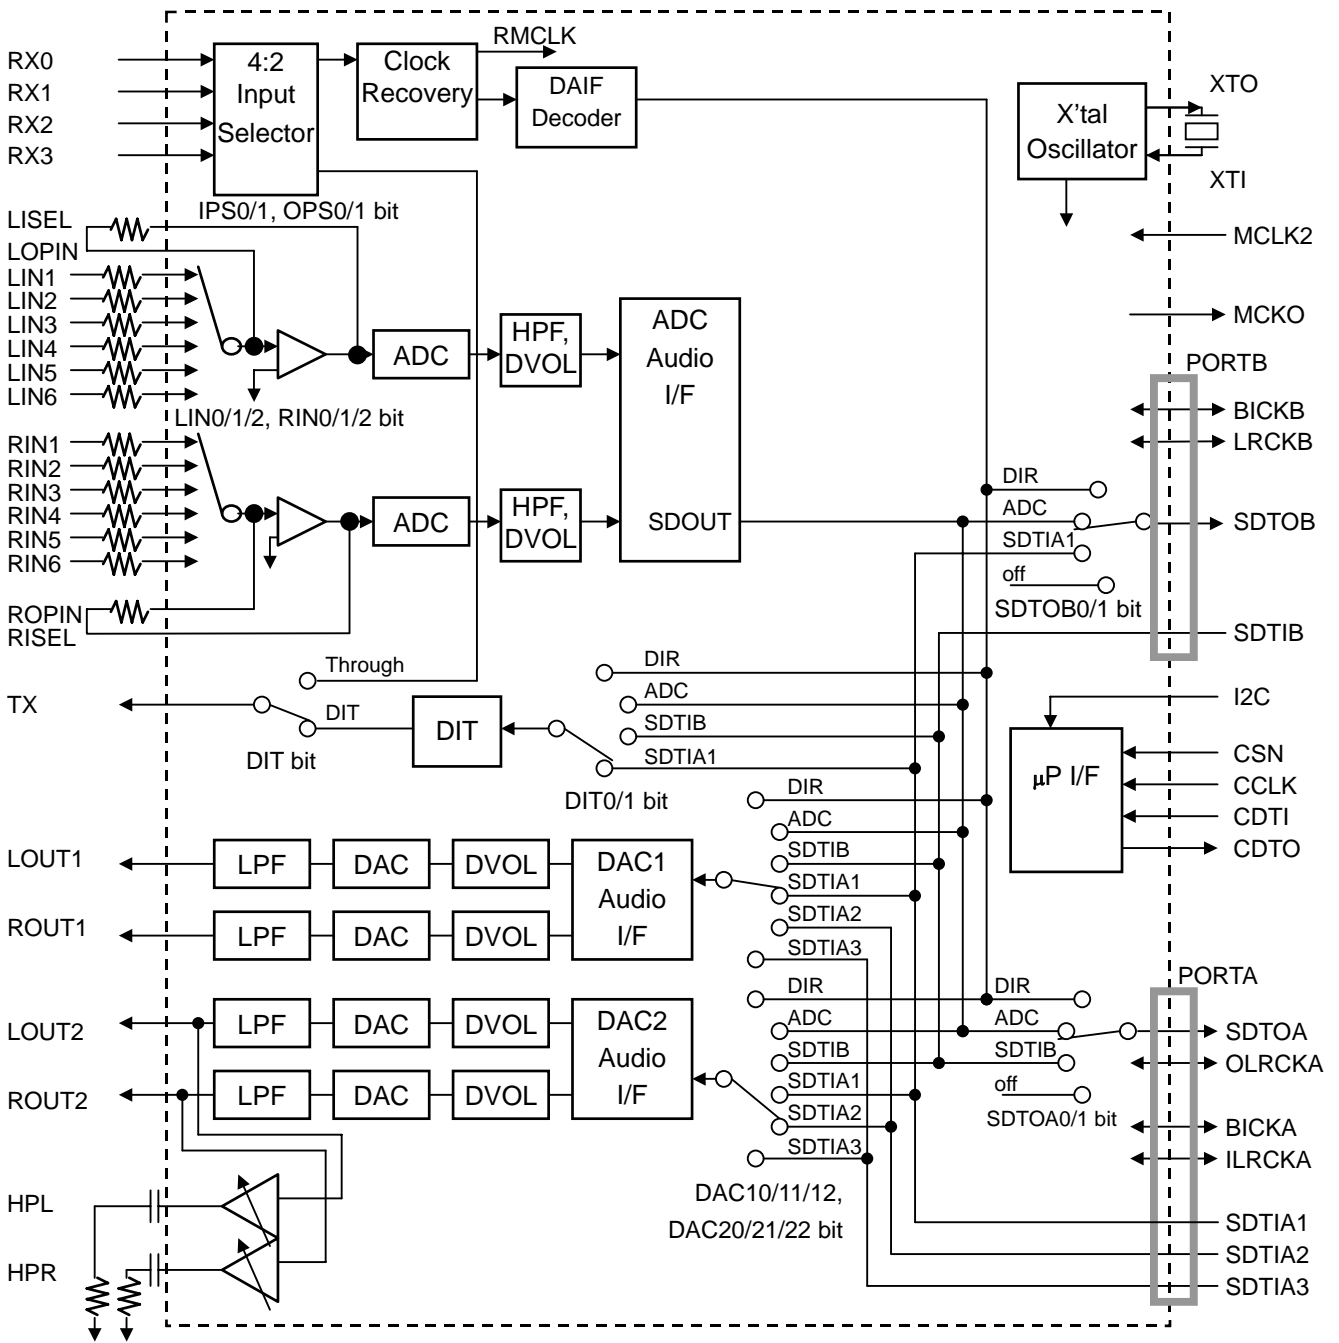 RMCLK
RX0
RX1
RX2
RX3
4:2
Input
Selector
Clock
Recovery
DAIF
Decoder
X'tal
Oscillator
XTO
XTI
IPS0/1, OPS0/1 bit
LISEL
LOPIN
LIN1
LIN2
LIN3
LIN4
LIN5
LIN6
ADC
HPF,
DVOL
ADC
Audio
I/F
SDOUT
LIN0/1/2, RIN0/1/2 bit
RIN1
RIN2
RIN3
RIN4
RIN5
RIN6
ADC
HPF,
DVOL
ROPIN
RISEL
MCLK2
MCKO
PORTB
BICKB
LRCKB
DIR
ADC
SDTIA1
off
SDTOB0/1 bit
SDTOB
SDTIB
TX
Through
DIT
DIT bit
DIT
DIR
ADC
SDTIB
SDTIA1
DIT0/1 bit
I2C
µP I/F
CSN
CCLK
CDTI
CDTO
LOUT1
LPF
DAC
DVOL
DAC1
Audio
I/F
ROUT1
LPF
DAC
DVOL
DIR
ADC
SDTIB
SDTIA1
SDTIA2
SDTIA3
LOUT2
LPF
DAC
DVOL
DAC2
Audio
I/F
ROUT2
LPF
DAC
DVOL
DIR
ADC
SDTIB
SDTIA1
SDTIA2
SDTIA3
DAC10/11/12,
DAC20/21/22 bit
DIR
ADC
SDTIB
off
SDTOA0/1 bit
PORTA
SDTOA
OLRCKA
BICKA
ILRCKA
SDTIA1
SDTIA2
SDTIA3
HPL
HPR